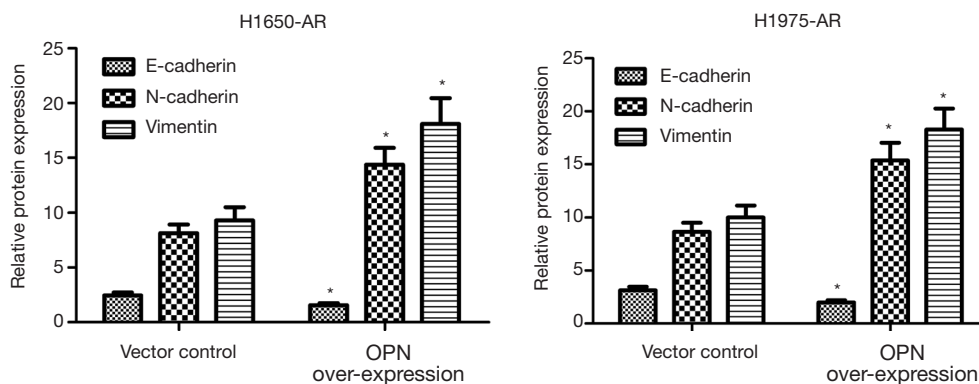 H1650-AR
Relative protein expression
25
20
15
10
5
0
E-cadherin
N-cadherin
Vimentin
*
*
*
Vector control
OPN
over-expression
H1975-AR
Relative protein expression
25
20
15
10
5
0
E-cadherin
N-cadherin
Vimentin
*
*
*
Vector control
OPN
over-expression